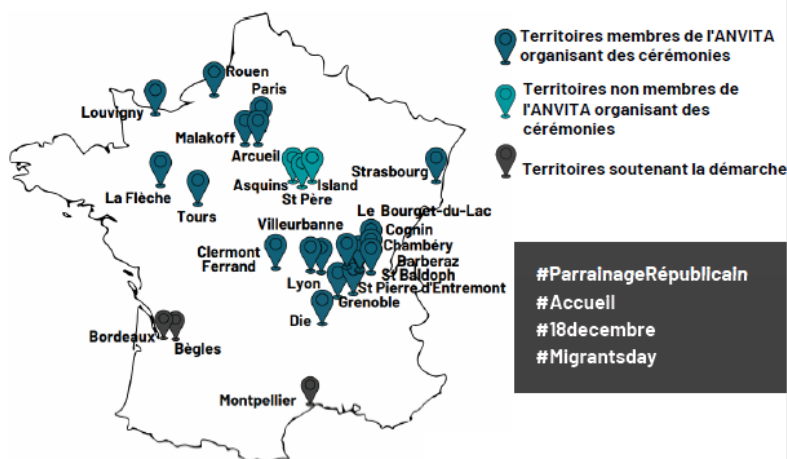 Territoires membres de l'ANVITA
organisant des cérémonies
Territoires non membres de
l'ANVITA organisant des
cérémonies
Territoires soutenant la démarche
Rouen
Paris
Louvigny
Malakoff
Arcueil
Strasbourg
Asquins
Island
St Père
La Flèche
Tours
Le Bourget-du-Lac
Villeurbanne
Cognin
Chambéry
Clermont
Ferrand
Barberaz
St Baldoph
Lyon
St Pierre d'Entremont
Grenoble
Die
Bordeaux
Bègles
Montpellier
#ParrainageRépublicain
#Accueil
#18decembre
#Migrantsday